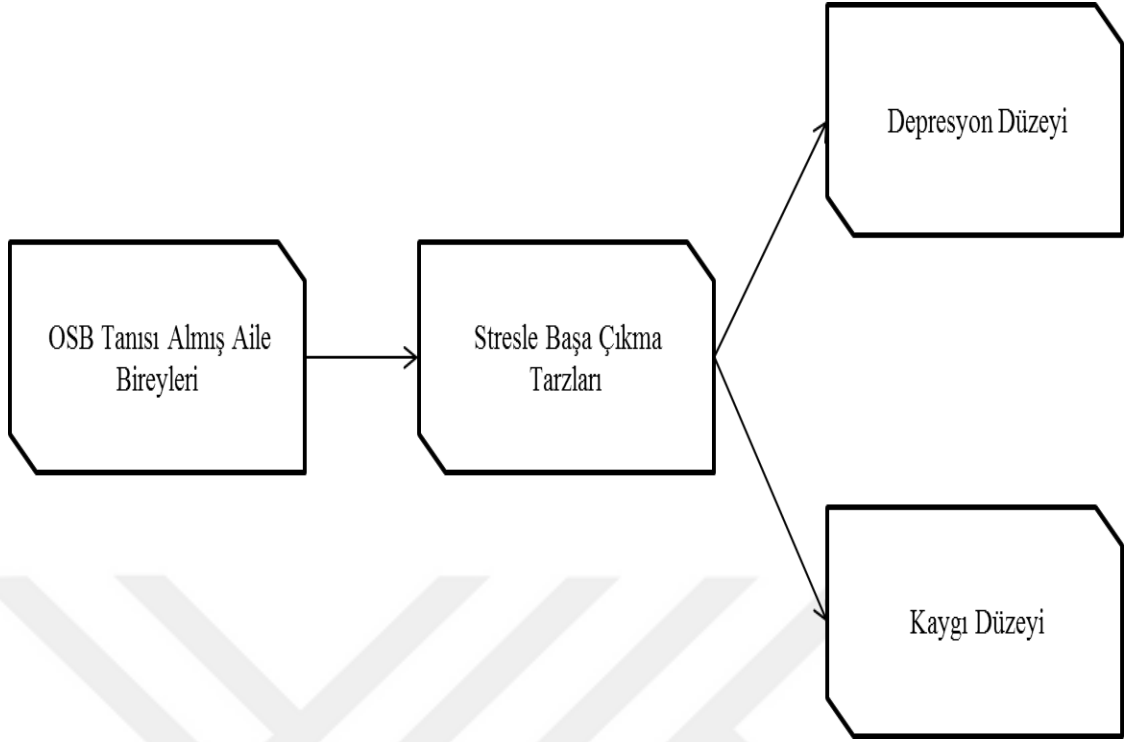 Depresyon Düzeyi
OSB Tanısı Almış Aile
Bireyleri
Stresle Başa Çıkma
Tarzları
Kaygı Düzeyi